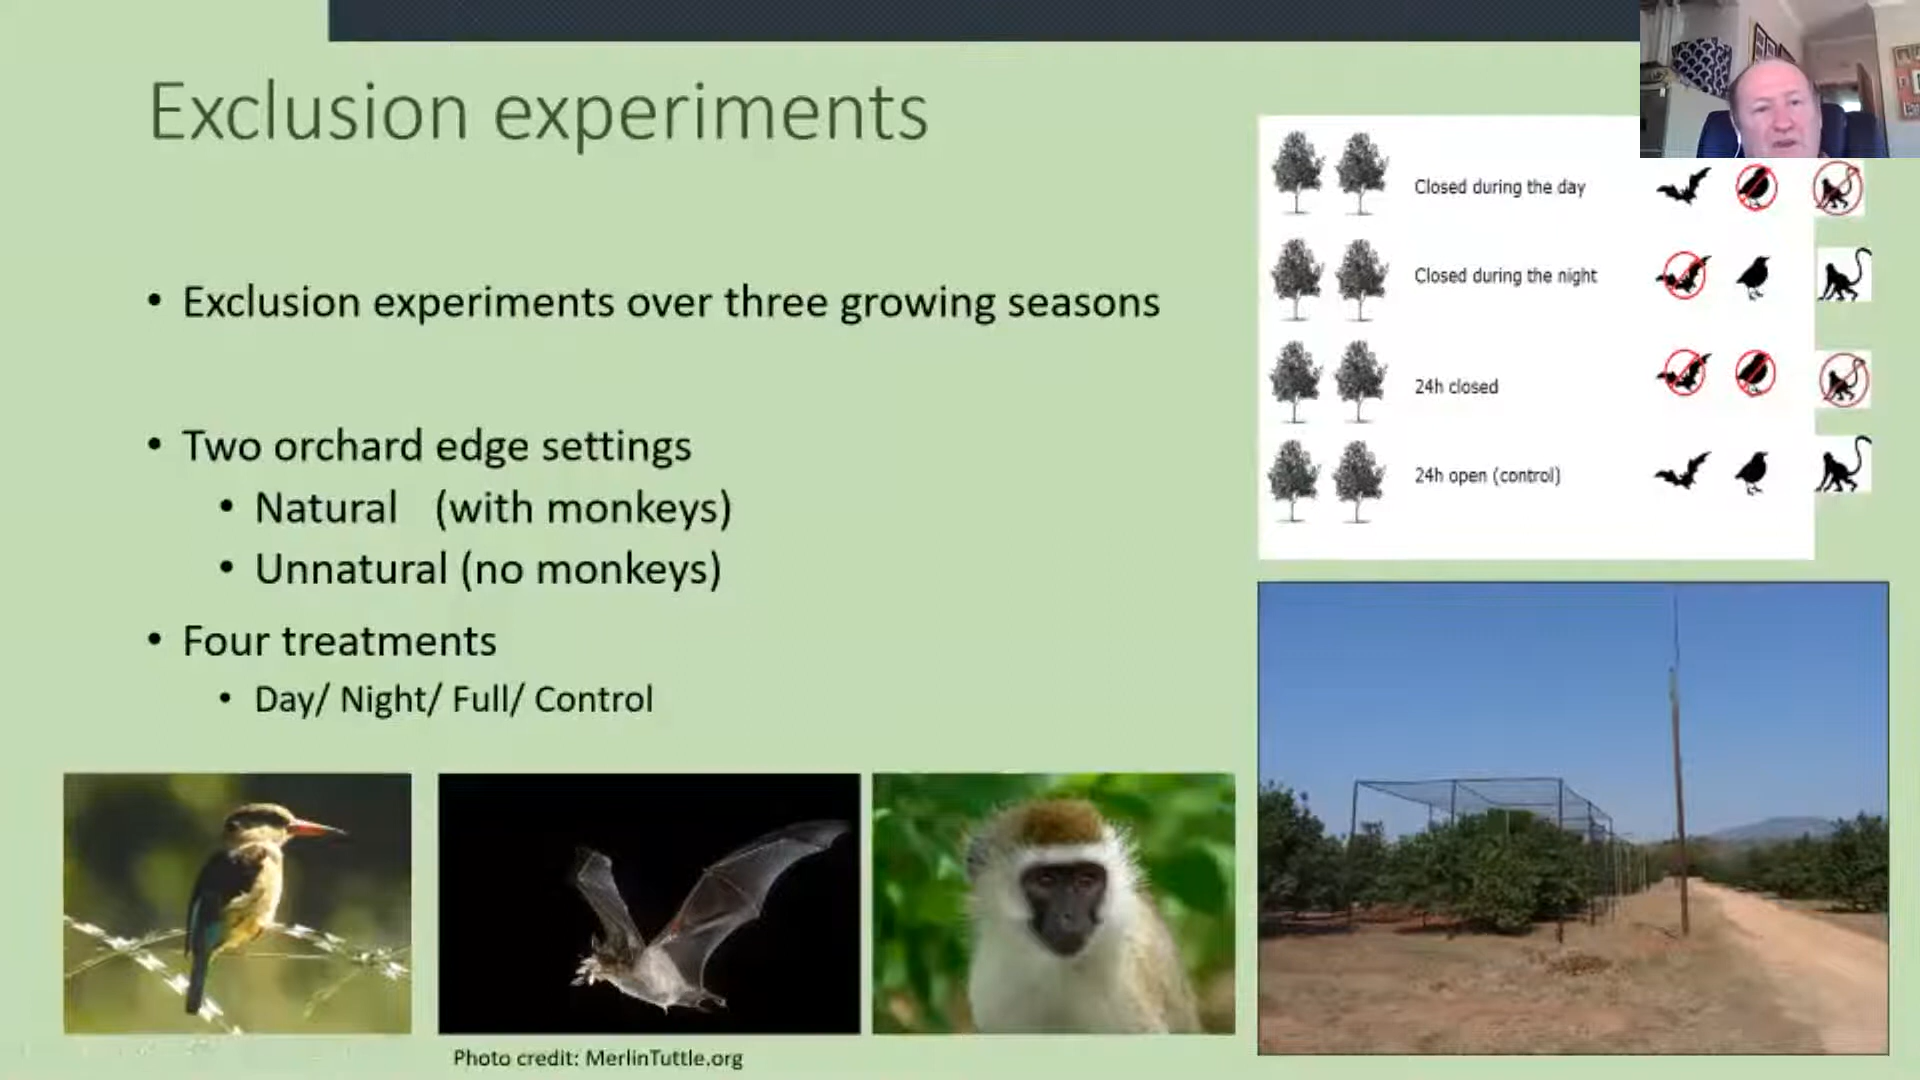 Exclusion experiments
• Exclusion experiments over three growing seasons
• Two orchard edge settings
• Natural (with monkeys)
• Unnatural (no monkeys)
• Four treatments
• Day/ Night/ Full/ Control
Closed during the day
Closed during the night
24h closed
24h open (control)
Photo credit: MerlinTuttle.org